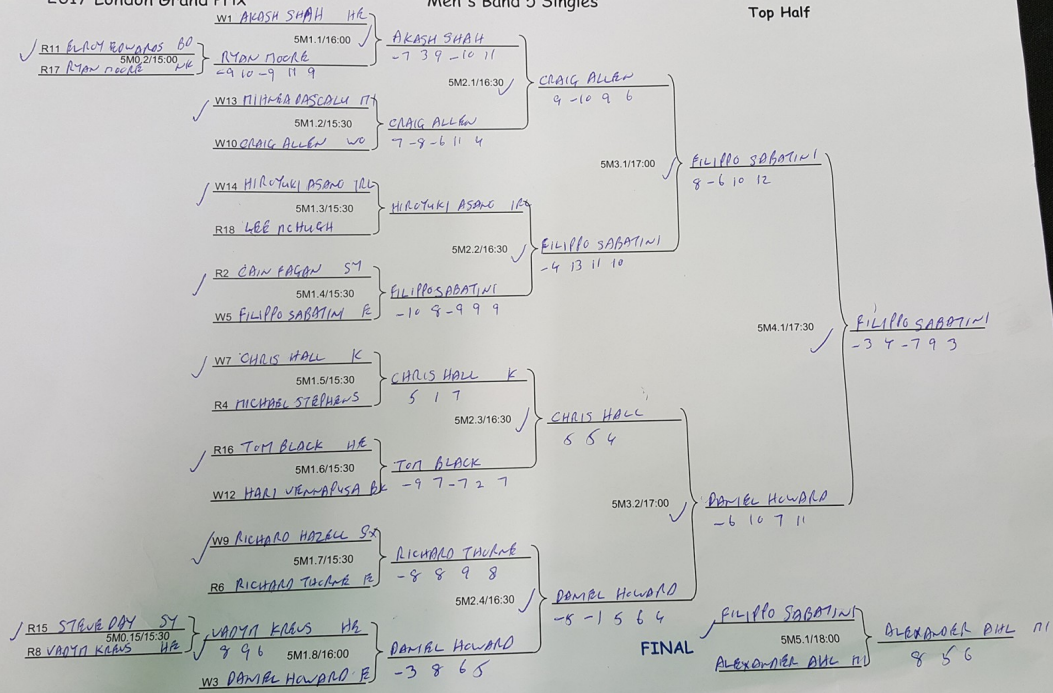 2017 London Grand Prix
Men's Band 5 Singles
Top Half
W1 AKASH SHAH HE
5M1.1/16:00
AKASH SHAH
-7 3 9 -10 11
R11 ELROY EDWARDS BD
5M0.2/15:00
R17 RYAN MOORE NK
RYAN MOORE
-9 10 -9 11 9
5M2.1/16:30
CRAIG ALLEN
9 -10 9 6
W13 MIHNEA PASCALU MX
5M1.2/15:30
CRAIG ALLEN
7 -8 -6 11 4
W10 CRAIG ALLEN WO
5M3.1/17:00
FILIPPO SABATINI
8 -6 10 12
W14 HIROYUKI ASANO IRL
5M1.3/15:30
HIROYUKI ASANO IRL
R18 LEE MCHUGH
5M2.2/16:30
FILIPPO SABATINI
-4 13 11 10
R2 CAIN FAGAN SY
5M1.4/15:30
FILIPPO SABATINI
-10 8 -9 9 9
W5 FILIPPO SABATINI E
5M4.1/17:30
FILIPPO SABATINI
-3 4 -7 9 3
W7 CHRIS HALL K
5M1.5/15:30
CHRIS HALL K
5 1 7
R4 MICHAEL STEPHENS
5M2.3/16:30
CHRIS HALL
5 5 4
R16 TOM BLACK HE
5M1.6/15:30
TOM BLACK
-9 7 -7 2 7
W12 HARI VENNAPUSA BK
5M3.2/17:00
DANIEL HOWARD
-6 10 7 11
W9 RICHARD HAZELL SX
5M1.7/15:30
RICHARD THORNE
-8 8 9 8
R6 RICHARD THORNE E
5M2.4/16:30
DANIEL HOWARD
-5 -1 5 6 4
R15 STEVE DAY SY
5M0.15/15:30
R8 VADYM KREUS HE
VADYM KREUS HE
8 9 6
5M1.8/16:00
DANIEL HOWARD
-3 8 6 5
W3 DANIEL HOWARD E
FINAL
FILIPPO SABATINI
5M5.1/18:00
ALEXANDER AHL MI
ALEXANDER AHL MI
8 5 6